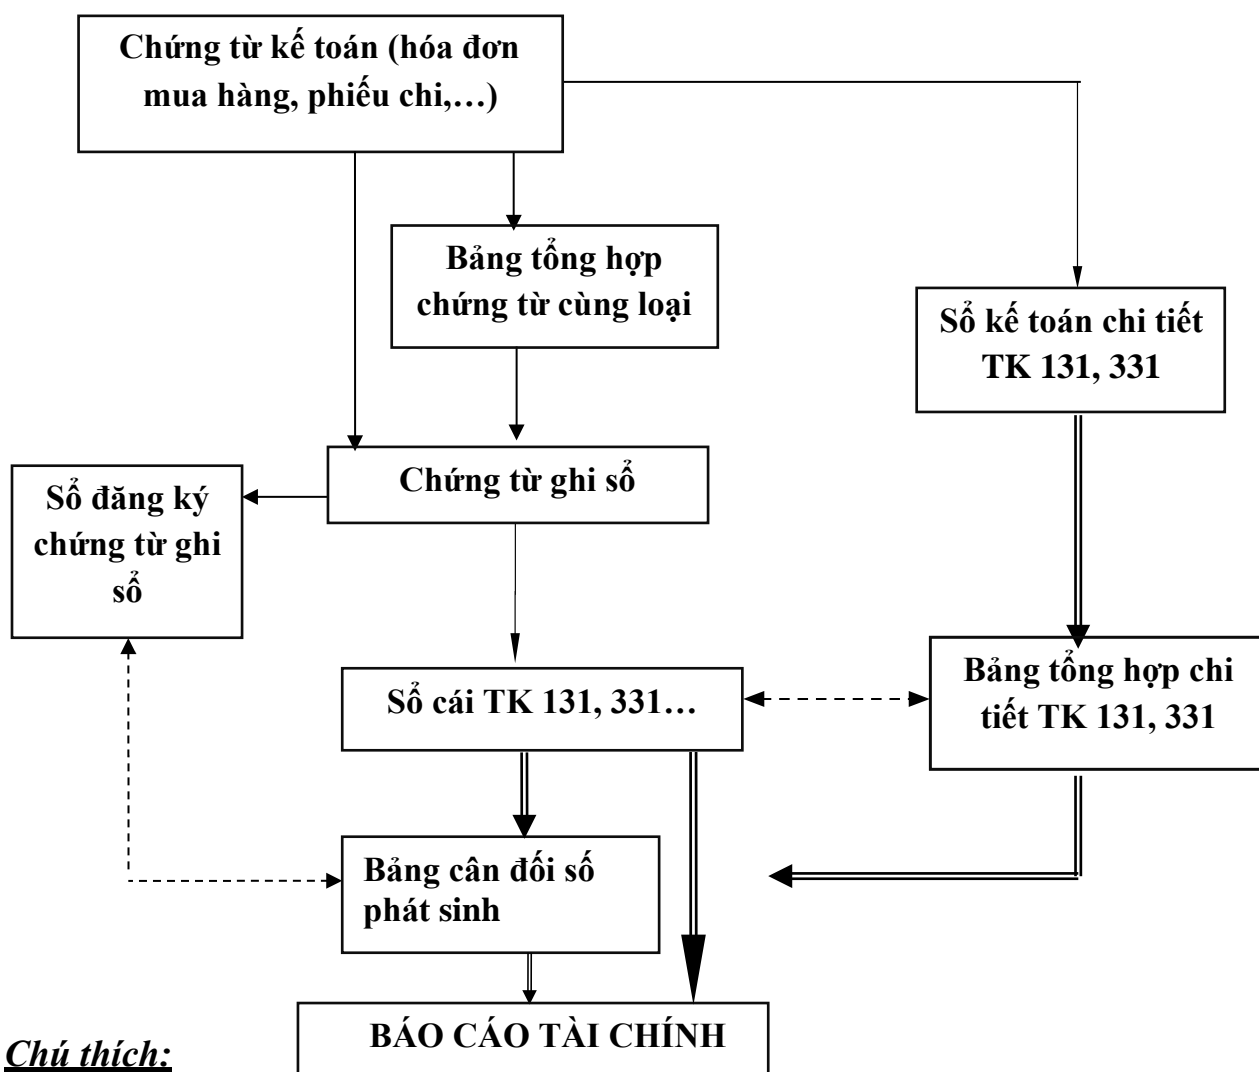 Chứng từ kế toán (hóa đơn
mua hàng, phiếu chi,…)
Bảng tổng hợp
chứng từ cùng loại
Sổ kế toán chi tiết
TK 131, 331
Chứng từ ghi sổ
Sổ đăng ký
chứng từ ghi
sổ
Sổ cái TK 131, 331…
Bảng tổng hợp chi
tiết TK 131, 331
Bảng cân đối số
phát sinh
BÁO CÁO TÀI CHÍNH
Chú thích: